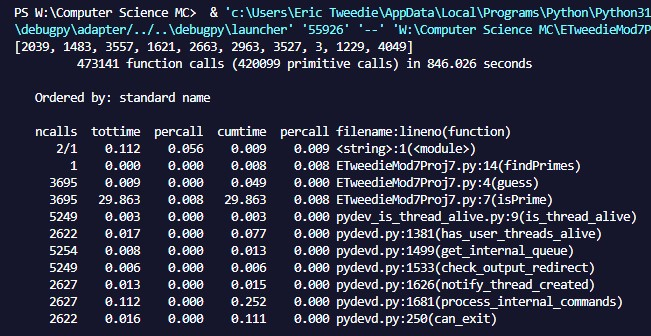 PS W:\Computer Science MC>  & 'c:\Users\Eric Tweedie\AppData\Local\Programs\Python\Python31
\debugpy\adapter/../..\debugpy\launcher' '55926' '--' 'W:\Computer Science MC\ETweedieMod7P
[2039, 1483, 3557, 1621, 2663, 2963, 3527, 3, 1229, 4049]
473141 function calls (420099 primitive calls) in 846.026 seconds
Ordered by: standard name
ncalls tottime percall cumtime percall filename:lineno(function)
2/1 0.112 0.056 0.009 0.009 <string>:1(<module>)
1 0.000 0.000 0.008 0.008 ETweedieMod7Proj7.py:14(findPrimes)
3695 0.009 0.000 0.049 0.000 ETweedieMod7Proj7.py:4(guess)
3695 29.863 0.008 29.863 0.008 ETweedieMod7Proj7.py:7(isPrime)
5249 0.003 0.000 0.003 0.000 pydev_is_thread_alive.py:9(is_thread_alive)
2622 0.017 0.000 0.077 0.000 pydevd.py:1381(has_user_threads_alive)
5254 0.008 0.000 0.013 0.000 pydevd.py:1499(get_internal_queue)
5249 0.006 0.000 0.006 0.000 pydevd.py:1533(check_output_redirect)
2627 0.013 0.000 0.015 0.000 pydevd.py:1626(notify_thread_created)
2627 0.112 0.000 0.252 0.000 pydevd.py:1681(process_internal_commands)
2622 0.016 0.000 0.111 0.000 pydevd.py:250(can_exit)